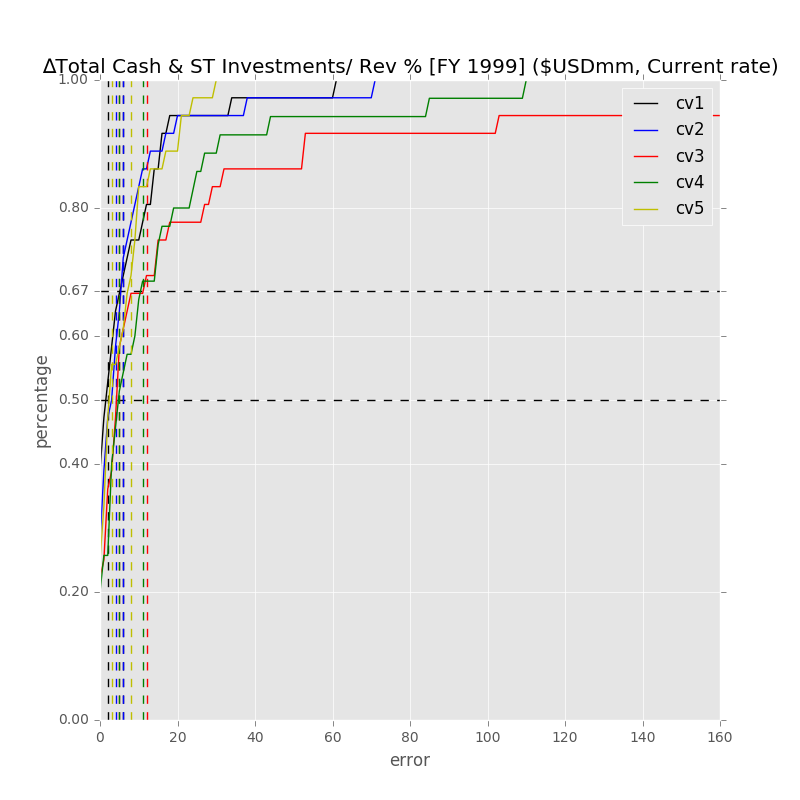 ΔTotal Cash & ST Investments/ Rev % [FY 1999] ($USDmm, Current rate)
1.00
0.80
0.67
0.60
0.50
0.40
0.20
0.00
percentage
cv1
cv2
cv3
cv4
cv5
0 20 40 60 80 100 120 140 160
error